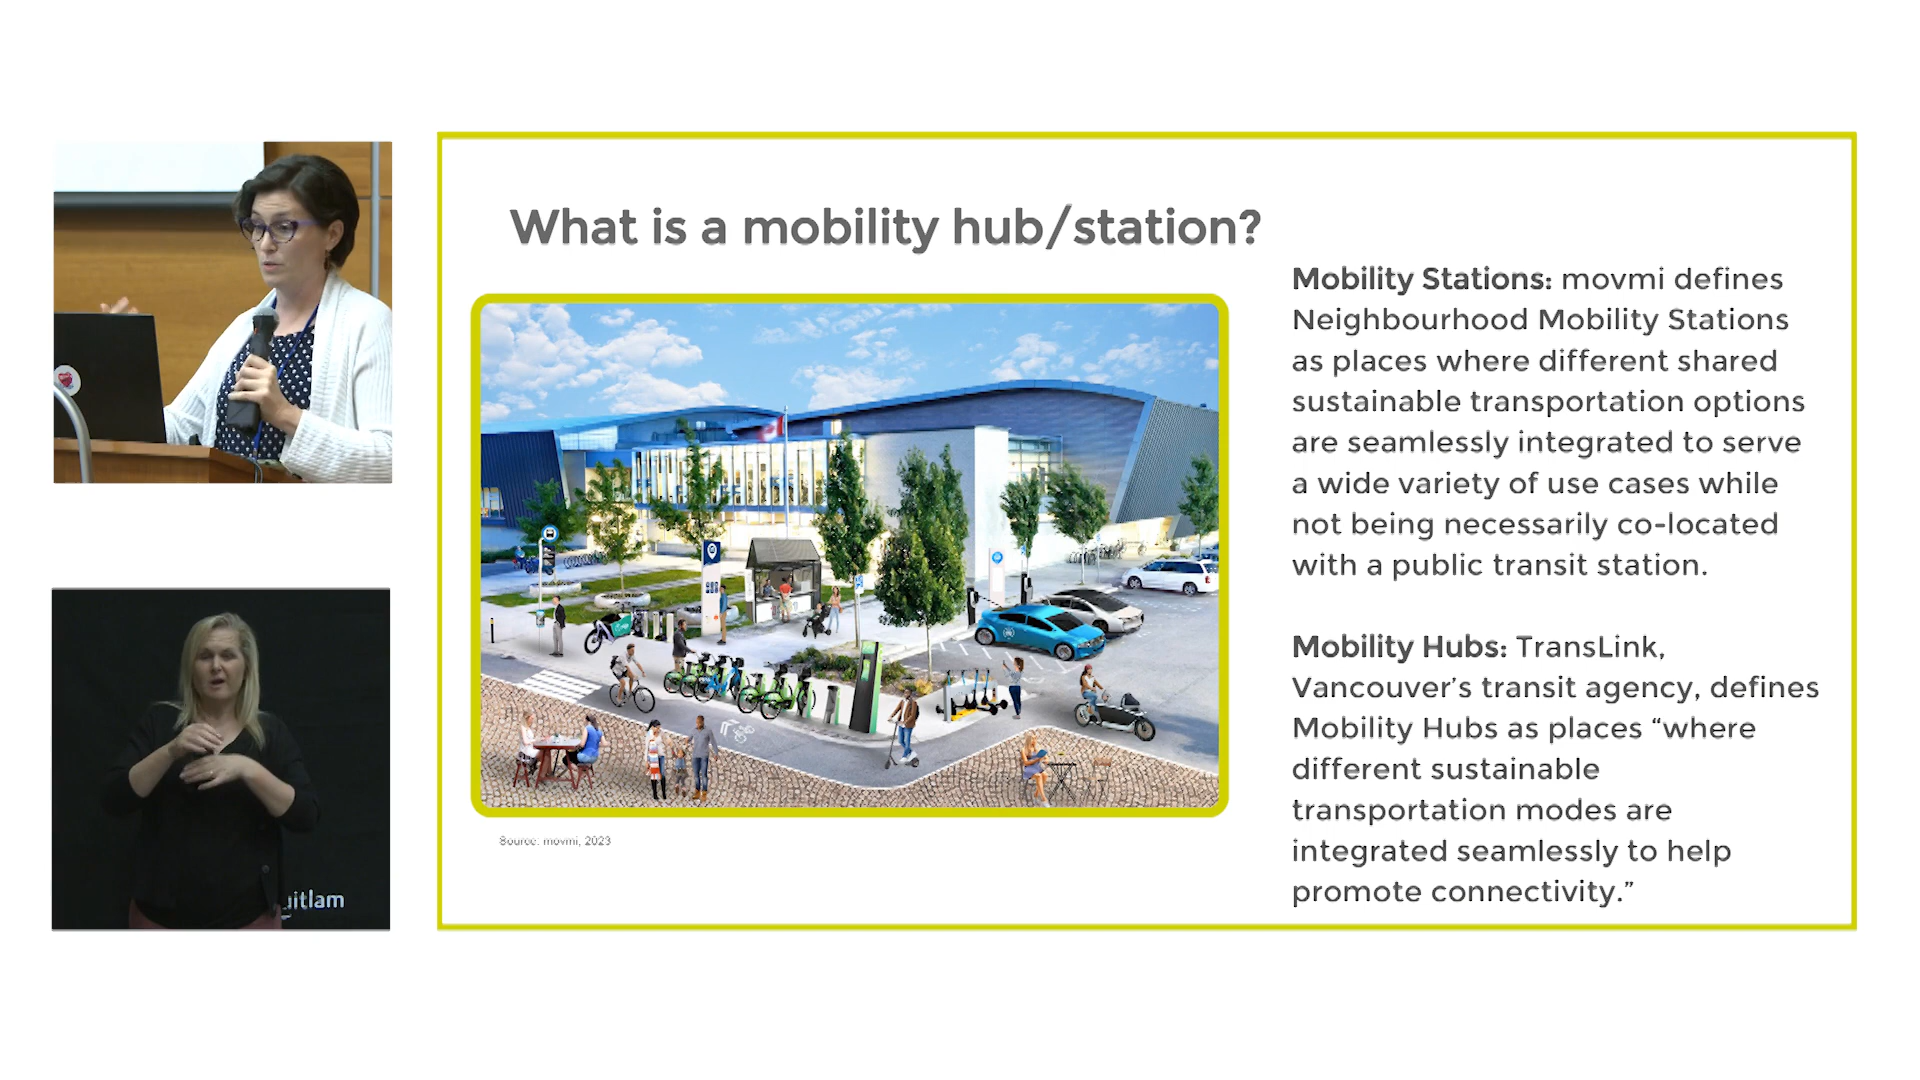 What is a mobility hub/station?
Mobility Stations: movmi defines
Neighbourhood Mobility Stations
as places where different shared
sustainable transportation options
are seamlessly integrated to serve
a wide variety of use cases while
not being necessarily co-located
with a public transit station.
Mobility Hubs: TransLink,
Vancouver's transit agency, defines
Mobility Hubs as places “where
different sustainable
transportation modes are
integrated seamlessly to help
promote connectivity.”
Source: movmi, 2023
uitlam